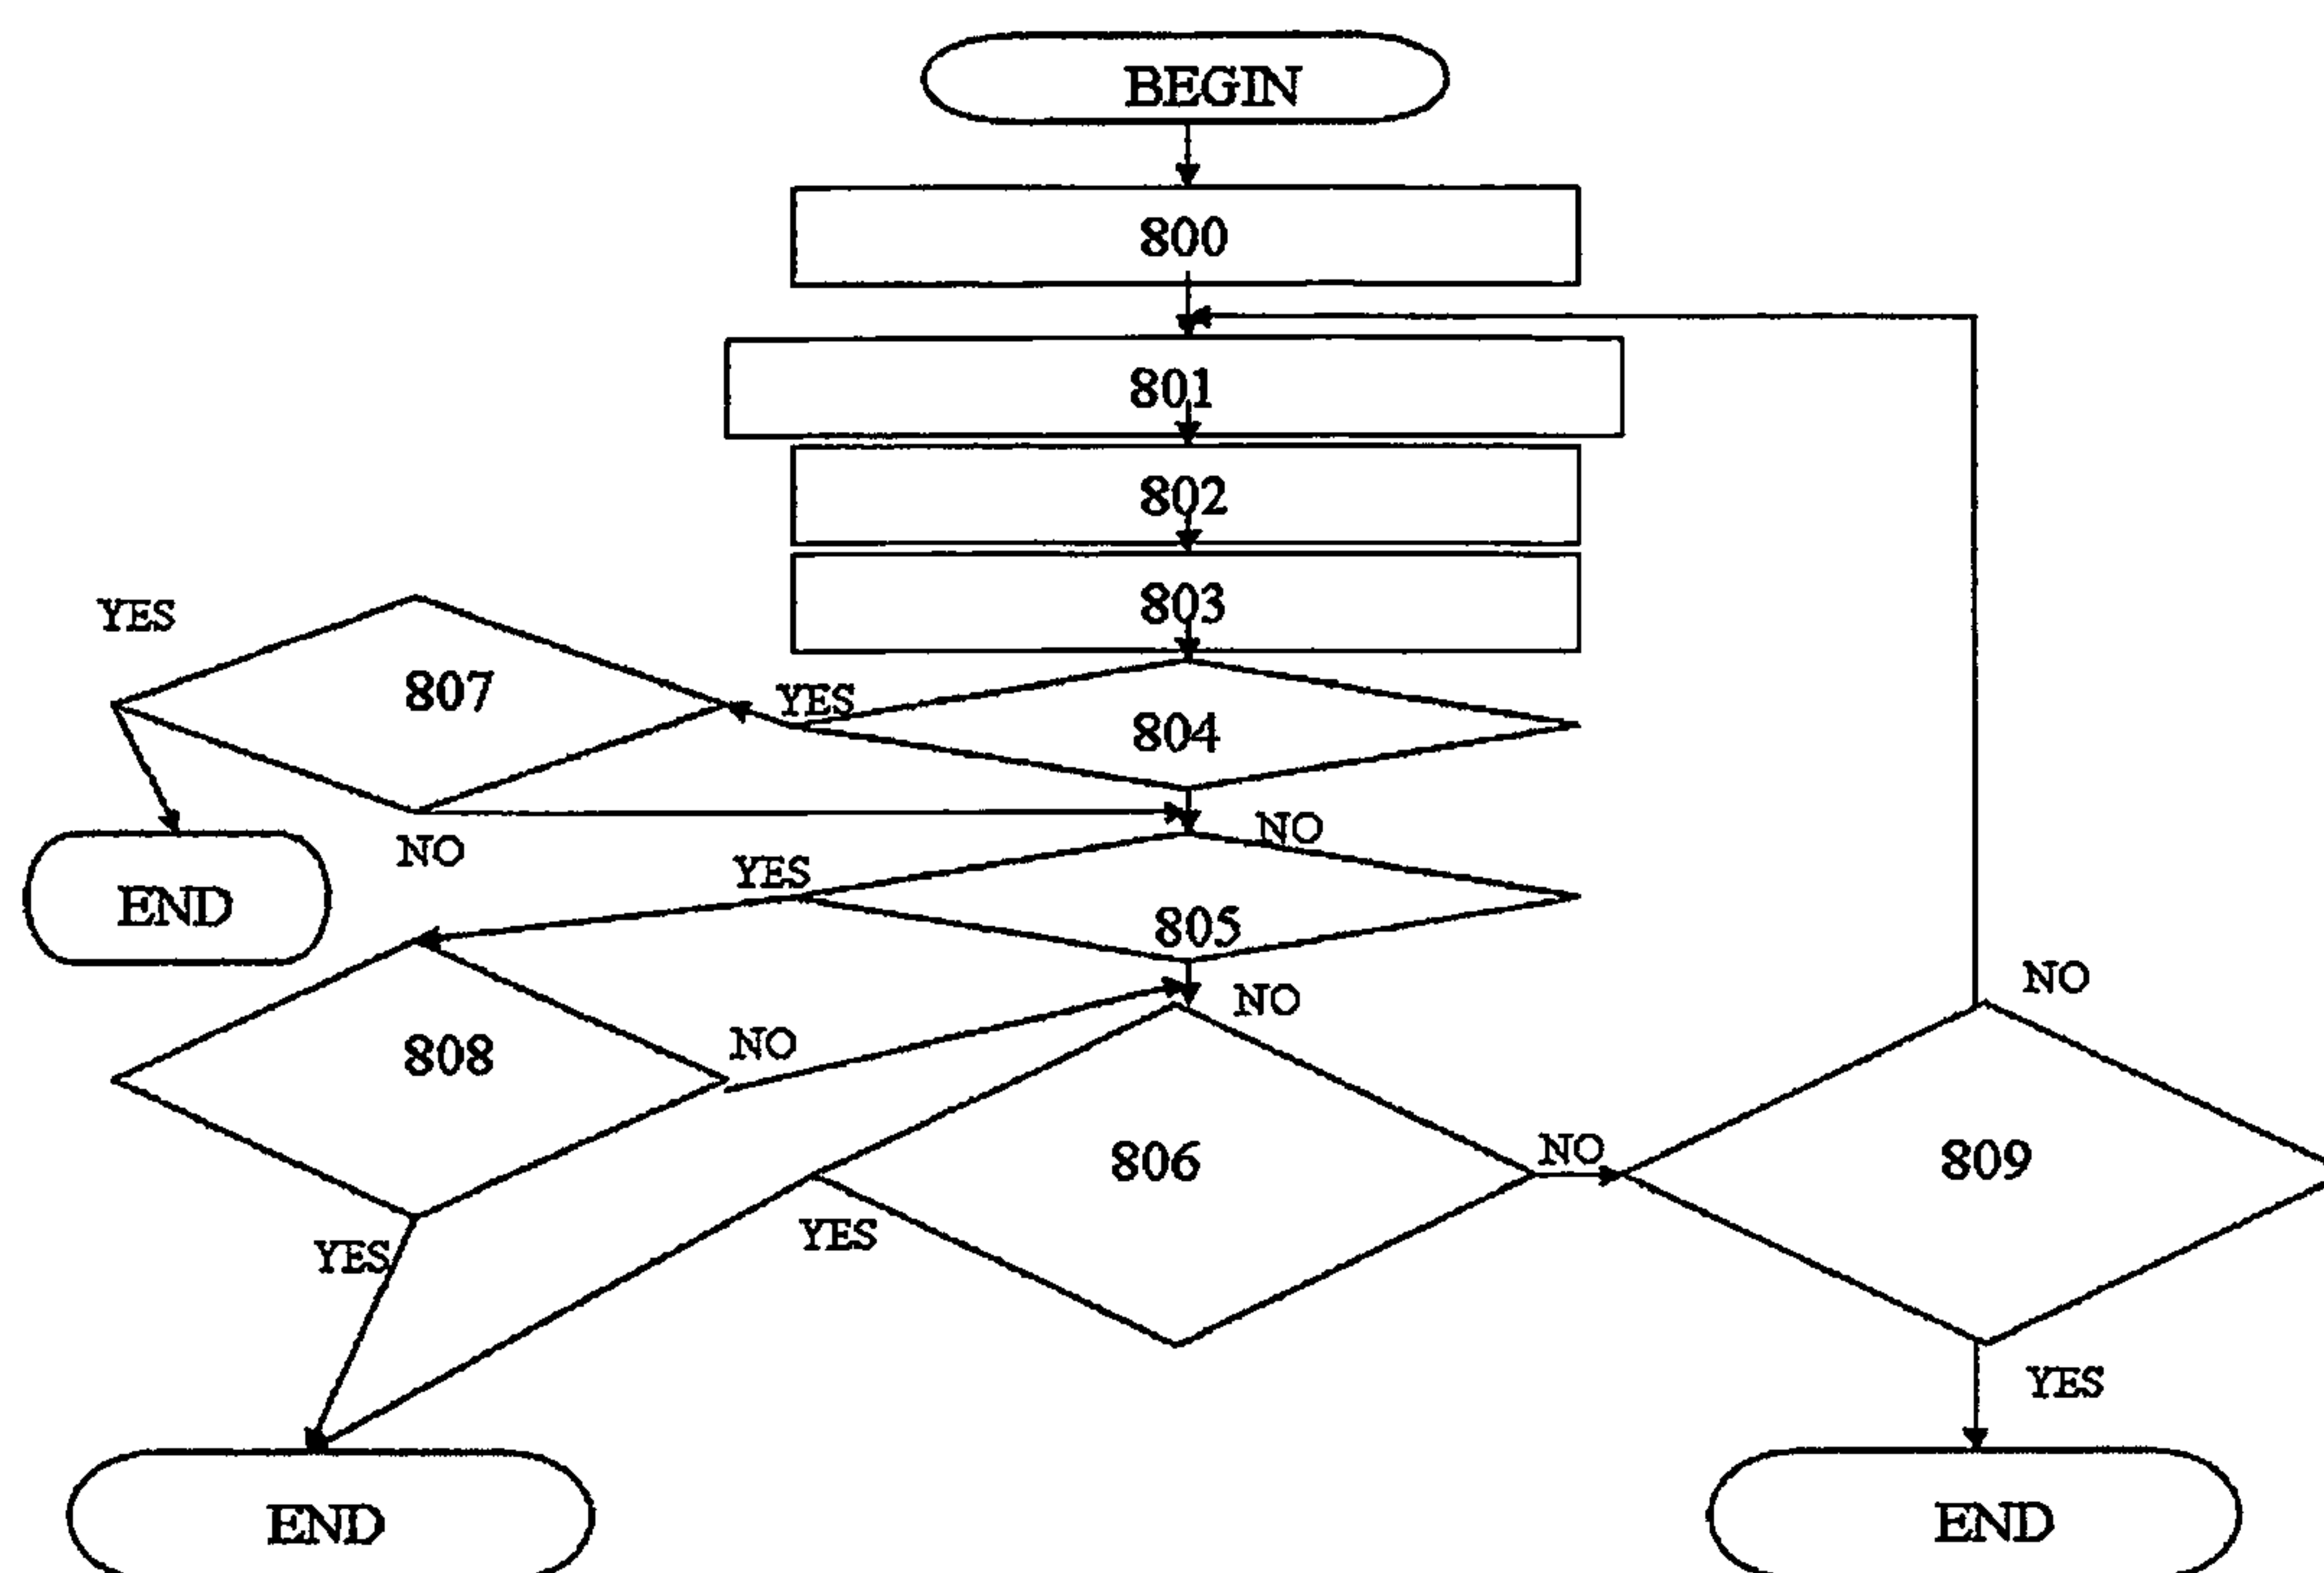 BEGIN
800
801
802
803
YES
807
YES
804
NO
NO
YES
END
805
NO
NO
808
NO
806
NO
809
YES
YES
YES
END
END